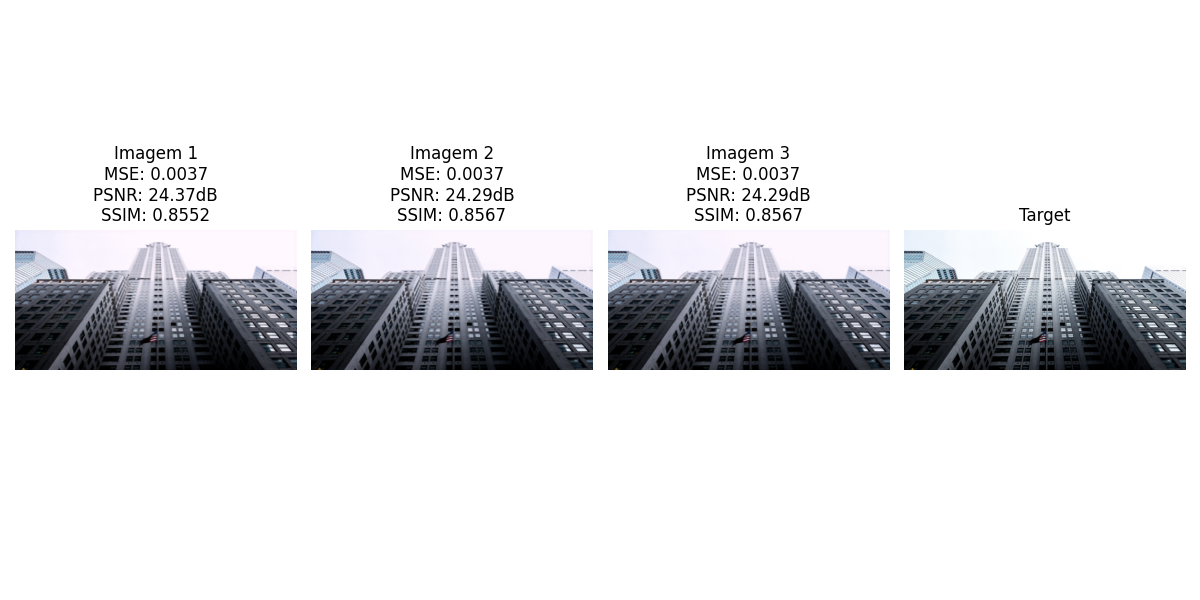 Imagem 1
MSE: 0.0037
PSNR: 24.37dB
SSIM: 0.8552
Imagem 2
MSE: 0.0037
PSNR: 24.29dB
SSIM: 0.8567
Imagem 3
MSE: 0.0037
PSNR: 24.29dB
SSIM: 0.8567
Target